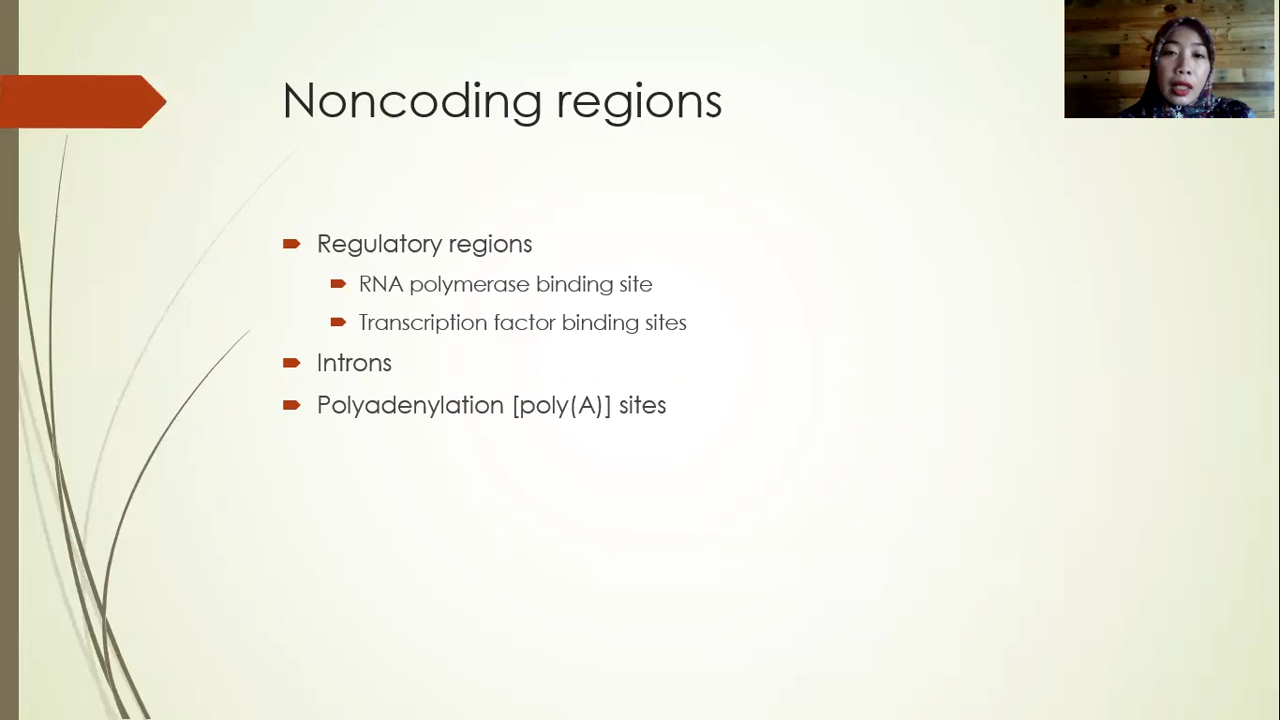 Noncoding regions
Regulatory regions
RNA polymerase binding site
Transcription factor binding sites
Introns
Polyadenylation [poly(A)] sites